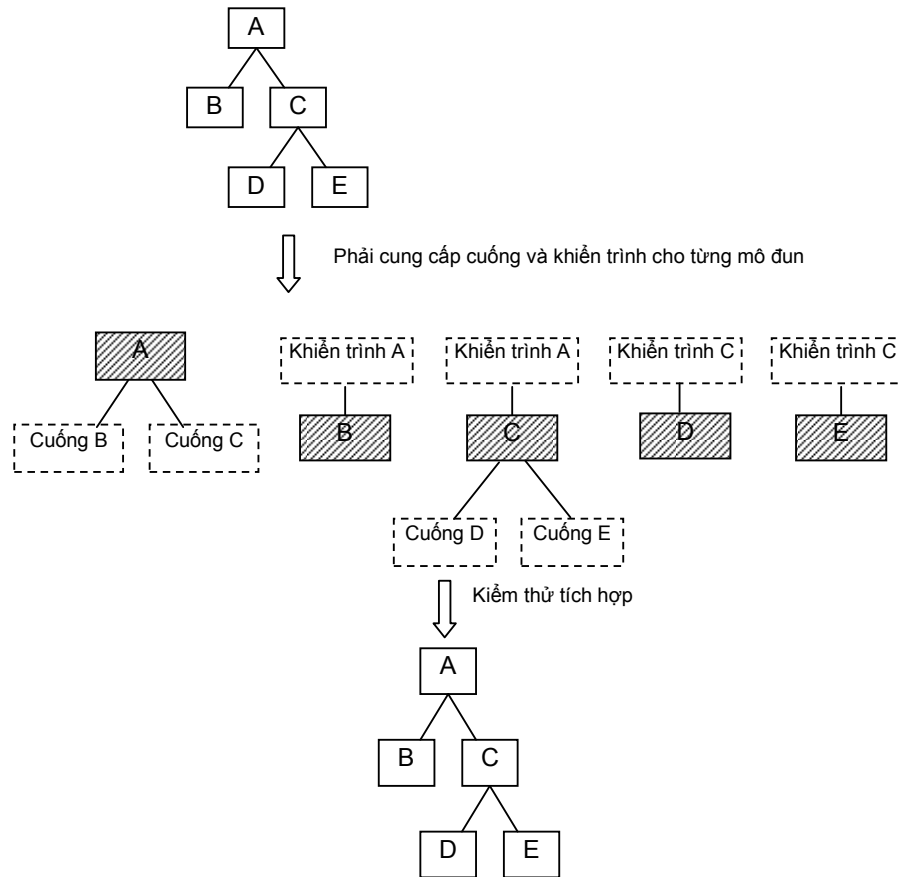 A
B C
D E
Phải cung cấp cuống và khiển trình cho từng mô đun
Khiển trình A Khiển trình A Khiển trình C Khiển trình C
A
B C D E
Cuống B Cuống C
Cuống D Cuống E
Kiểm thử tích hợp
A
B C
D E